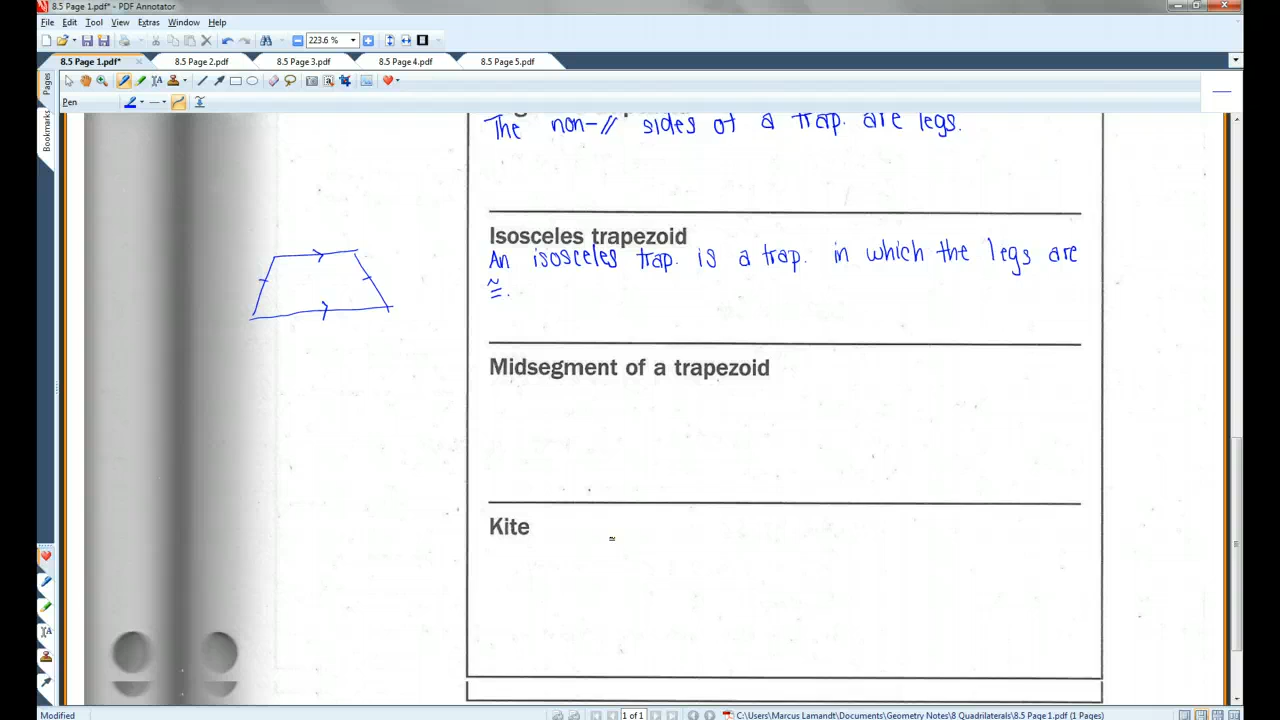 8.5 Page 1.pdf* - PDF Annotator
File Edit Tool View Extras Window Help
223.6 %
8.5 Page 1.pdf* 8.5 Page 2.pdf 8.5 Page 3.pdf 8.5 Page 4.pdf 8.5 Page 5.pdf
Pen
Pages
Bookmarks
The non-// sides of a trap. are legs.
Isosceles trapezoid
An isosceles trap. is a trap. in which the legs are
≅.
Midsegment of a trapezoid
Kite
Modified 1 of 1 C:\Users\Marcus Lamandt\Documents\Geometry Notes\8 Quadrilaterals\8.5 Page 1.pdf (1 Pages)